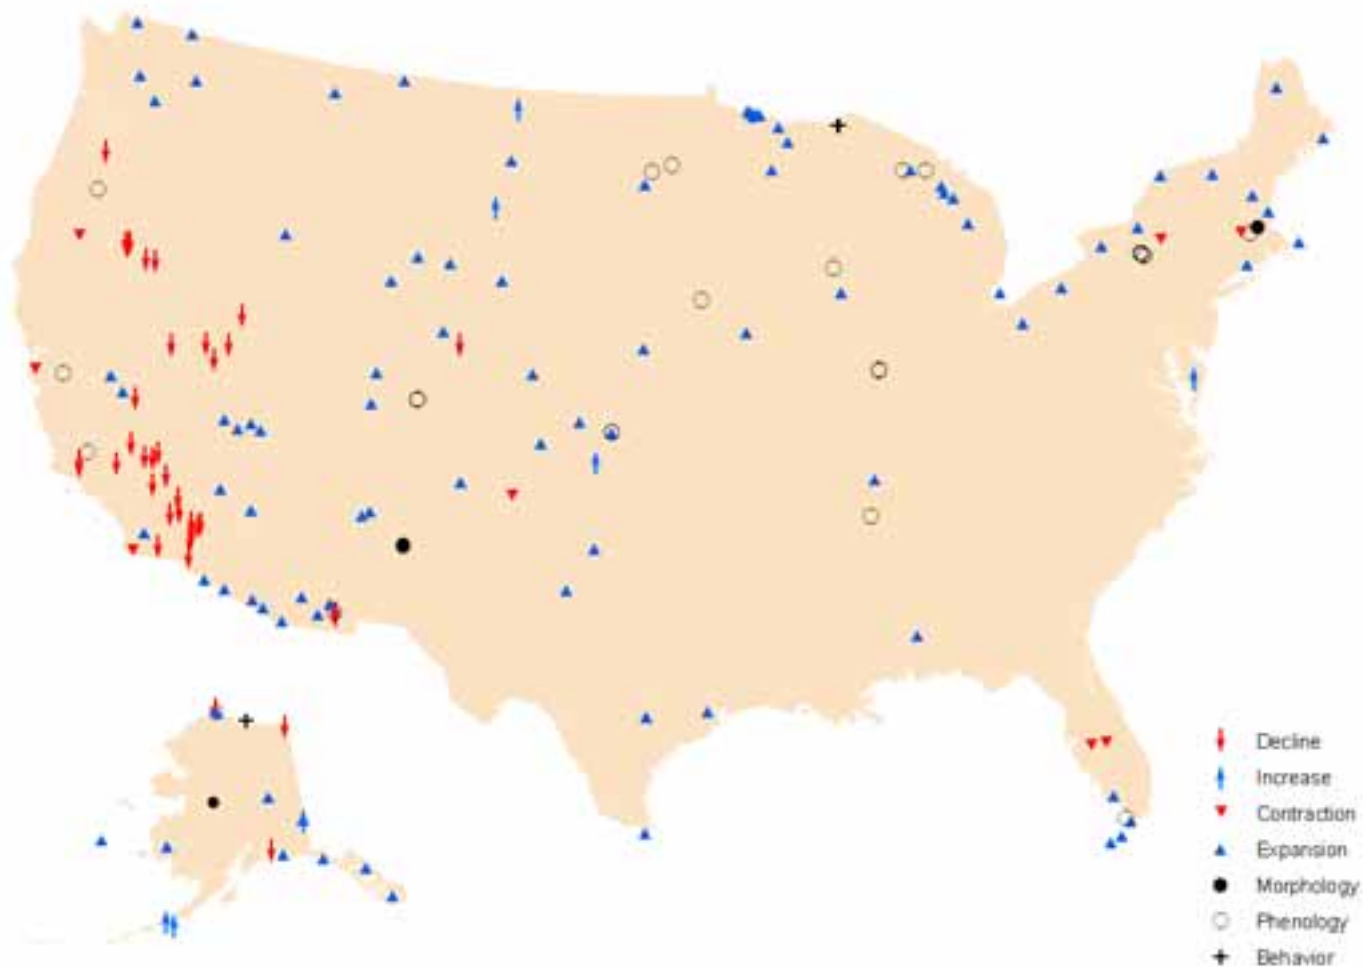 Decline
Increase
Contraction
Expansion
Morphology
Phenology
Behavior